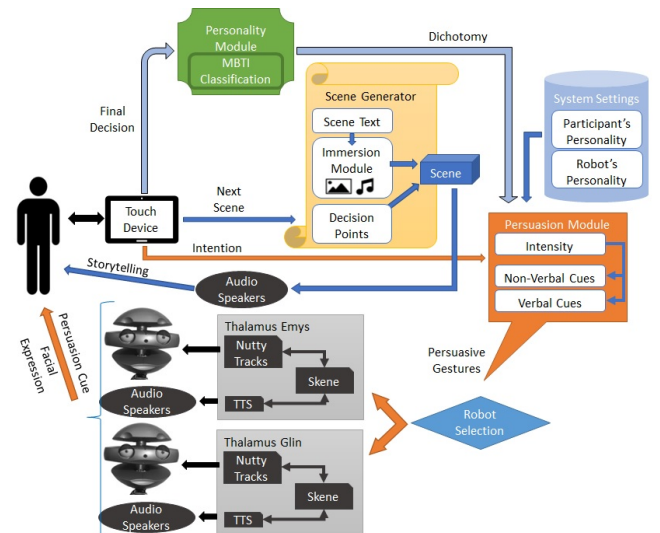 Personality
Module
MBTI
Classification
Dichotomy
Final
Decision
Scene Generator
Scene Text
Immersion
Module
Decision
Points
Scene
System Settings
Participant's
Personality
Robot's
Personality
Touch
Device
Next
Scene
Intention
Persuasion Module
Intensity
Non-Verbal Cues
Verbal Cues
Storytelling
Audio
Speakers
Persuasion Cue
Facial
Expression
Thalamus Emys
Nutty
Tracks
Skene
TTS
Audio
Speakers
Persuasive
Gestures
Robot
Selection
Thalamus Glin
Nutty
Tracks
Skene
TTS
Audio
Speakers